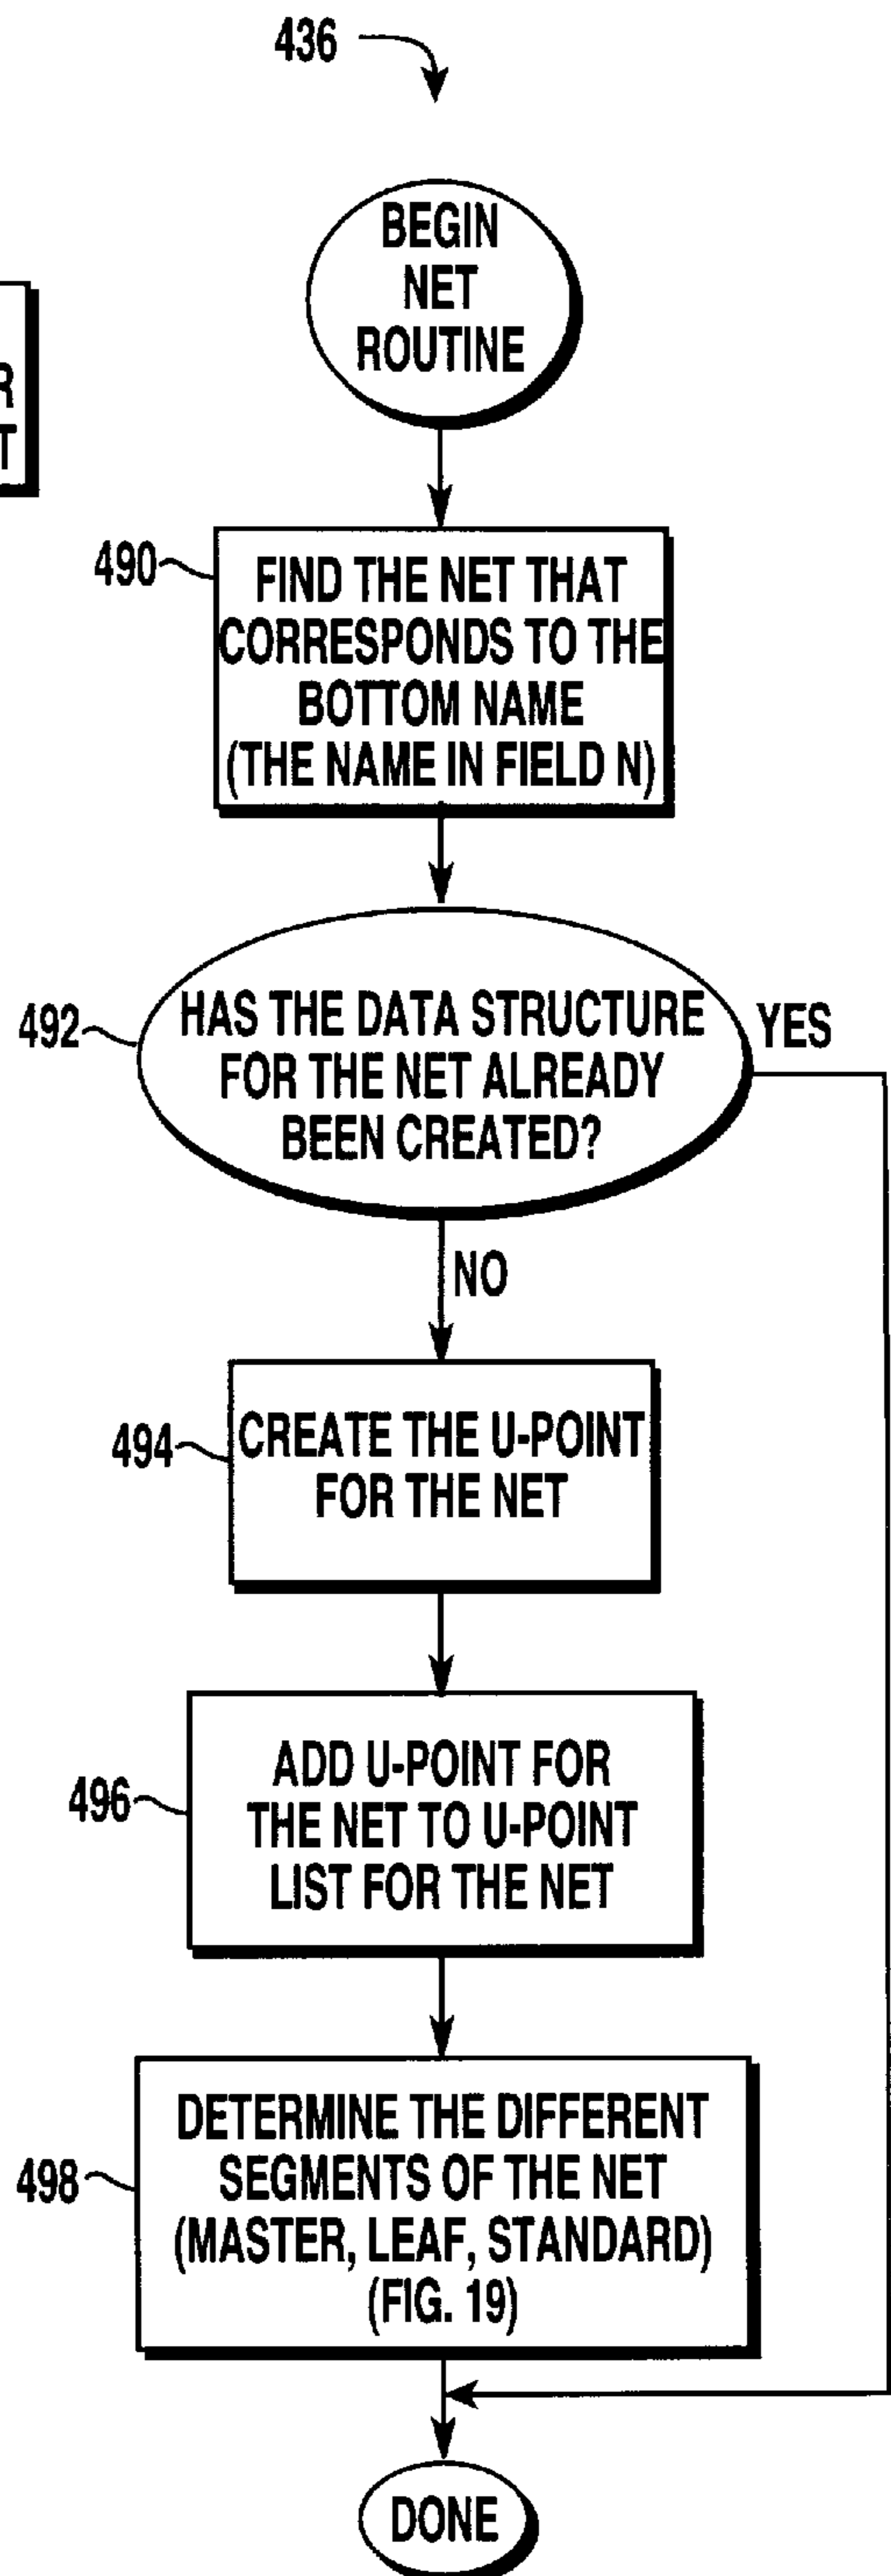 436
BEGIN
NET
ROUTINE
R
T
490
FIND THE NET THAT
CORRESPONDS TO THE
BOTTOM NAME
(THE NAME IN FIELD N)
492
HAS THE DATA STRUCTURE
FOR THE NET ALREADY
BEEN CREATED?
YES
NO
494
CREATE THE U-POINT
FOR THE NET
496
ADD U-POINT FOR
THE NET TO U-POINT
LIST FOR THE NET
498
DETERMINE THE DIFFERENT
SEGMENTS OF THE NET
(MASTER, LEAF, STANDARD)
(FIG. 19)
DONE